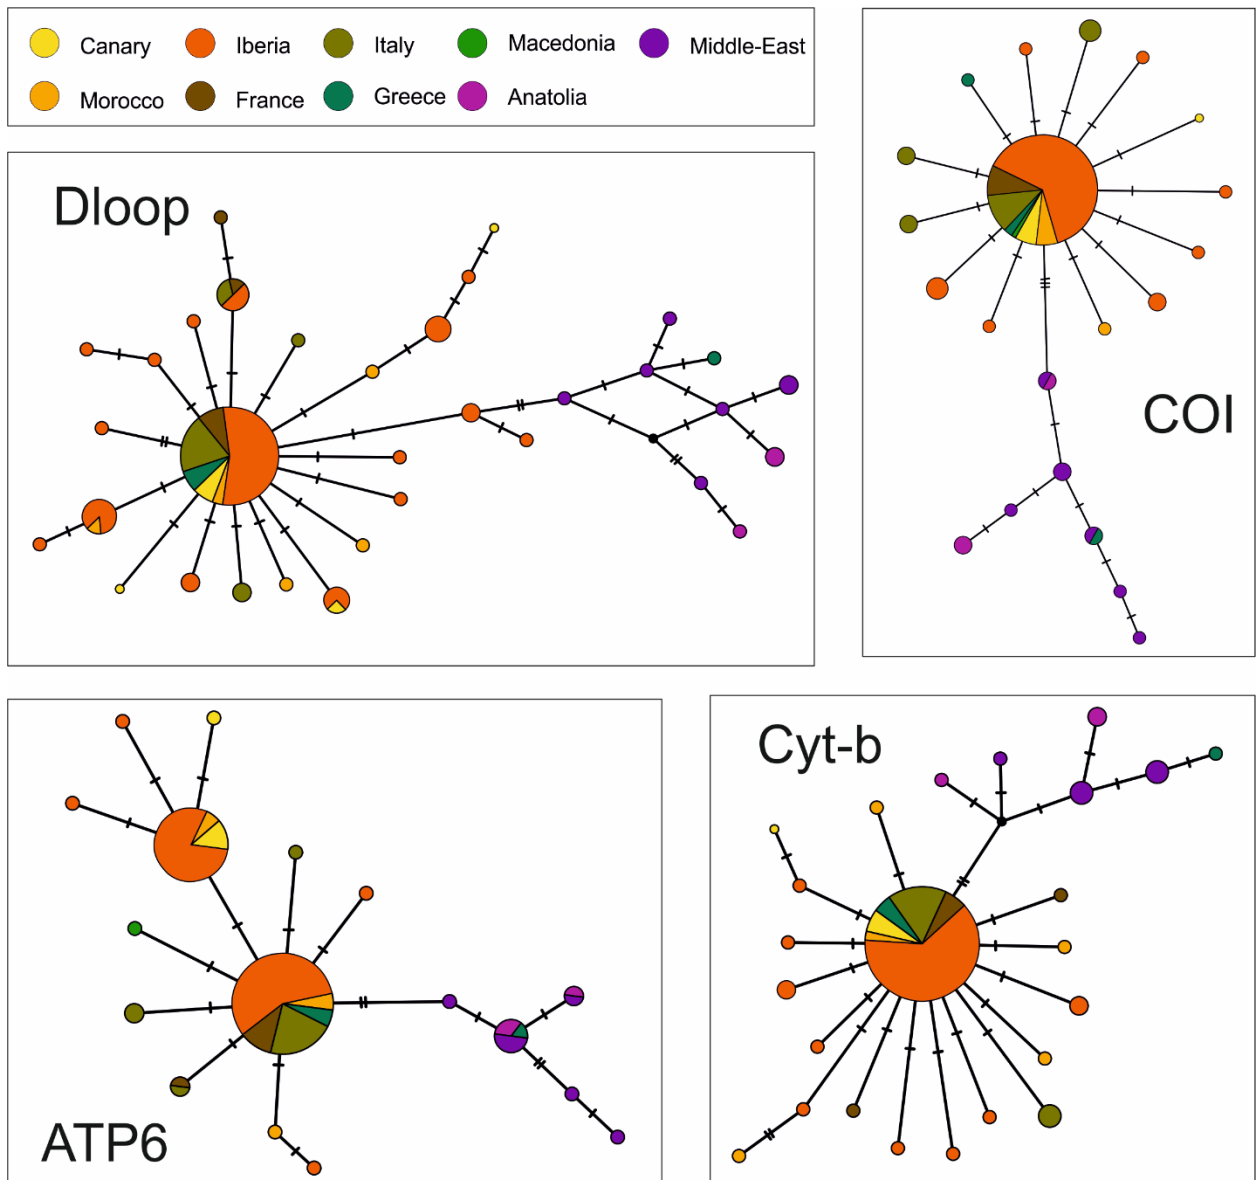 Canary Iberia Italy Macedonia Middle-East
Morocco France Greece Anatolia
Dloop
COI
ATP6
Cyt-b